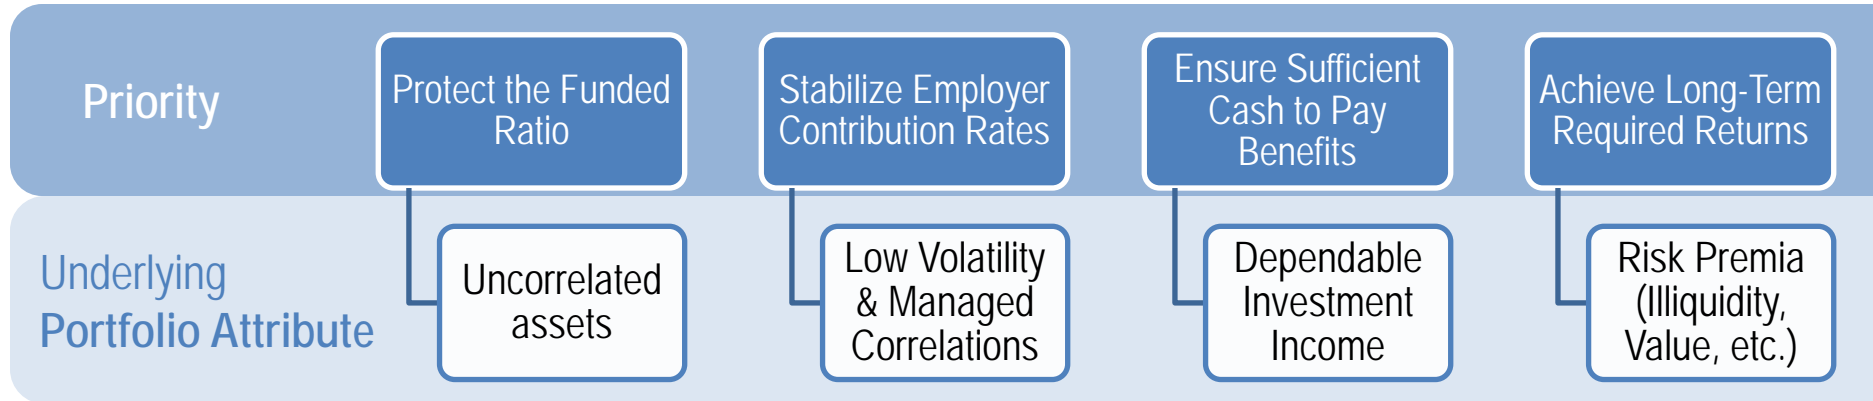 Priority
Protect the Funded
Ratio
Stabilize Employer
Contribution Rates
Ensure Sufficient
Cash to Pay
Benefits
Achieve Long-Term
Required Returns
Underlying
Portfolio Attribute
Uncorrelated
assets
Low Volatility
& Managed
Correlations
Dependable
Investment
Income
Risk Premia
(Illiquidity,
Value, etc.)